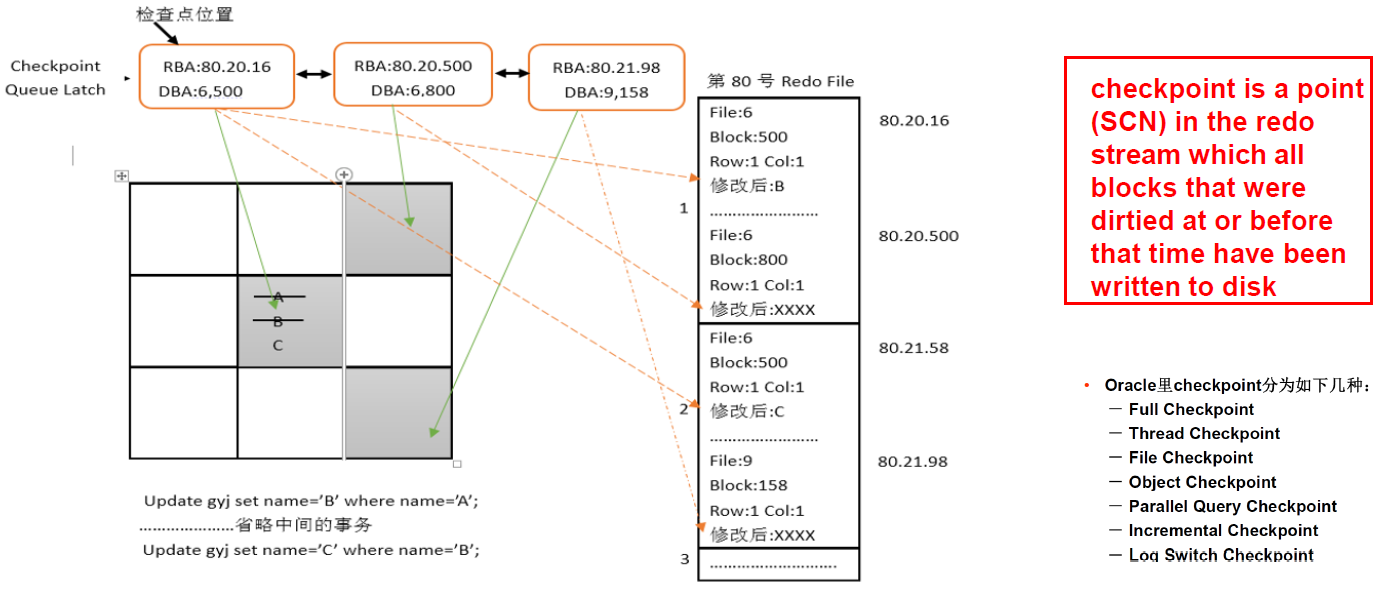 检查点位置
Checkpoint
Queue Latch
RBA:80.20.16
DBA:6,500
RBA:80.20.500
DBA:6,800
RBA:80.21.98
DBA:9,158
A
B
C
Update gyj set name='B' where name='A';
.....................省略中间的事务
Update gyj set name='C' where name='B';
第 80 号 Redo File
1
File:6
Block:500
Row:1 Col:1
修改后:B
........................
File:6
Block:800
Row:1 Col:1
修改后:XXXX
2
File:6
Block:500
Row:1 Col:1
修改后:C
........................
File:9
Block:158
Row:1 Col:1
修改后:XXXX
3
............................
80.20.16
80.20.500
80.21.58
80.21.98
checkpoint is a point
(SCN) in the redo
stream which all
blocks that were
dirtied at or before
that time have been
written to disk
• Oracle里checkpoint分为如下几种：
— Full Checkpoint
— Thread Checkpoint
— File Checkpoint
— Object Checkpoint
— Parallel Query Checkpoint
— Incremental Checkpoint
— Log Switch Checkpoint